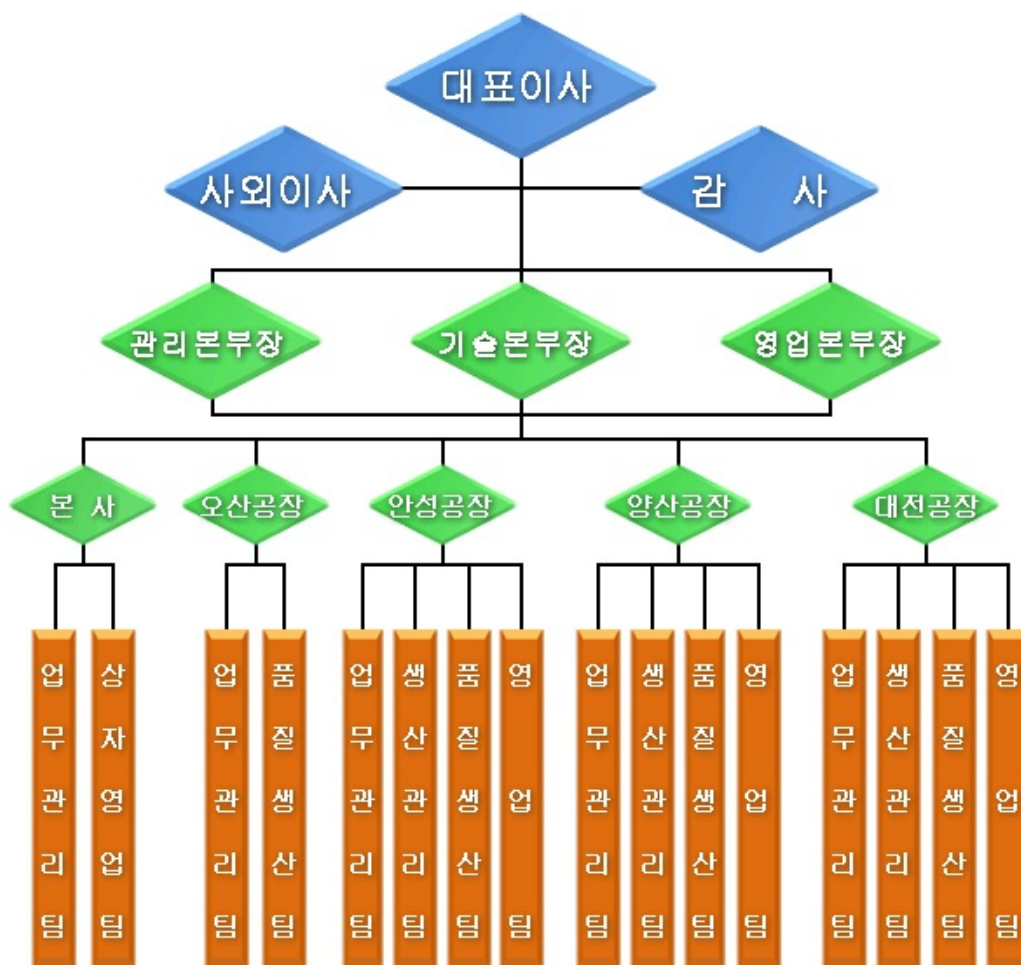 대표이사
사외이사
감 사
관리본부장
기술본부장
영업본부장
본 사
오산공장
안성공장
양산공장
대전공장
업무관리팀
상자영업팀
업무관리팀
품질생산팀
업무관리팀
생산관리팀
품질생산팀
영업팀
업무관리팀
생산관리팀
품질생산팀
영업팀
업무관리팀
생산관리팀
품질생산팀
영업팀